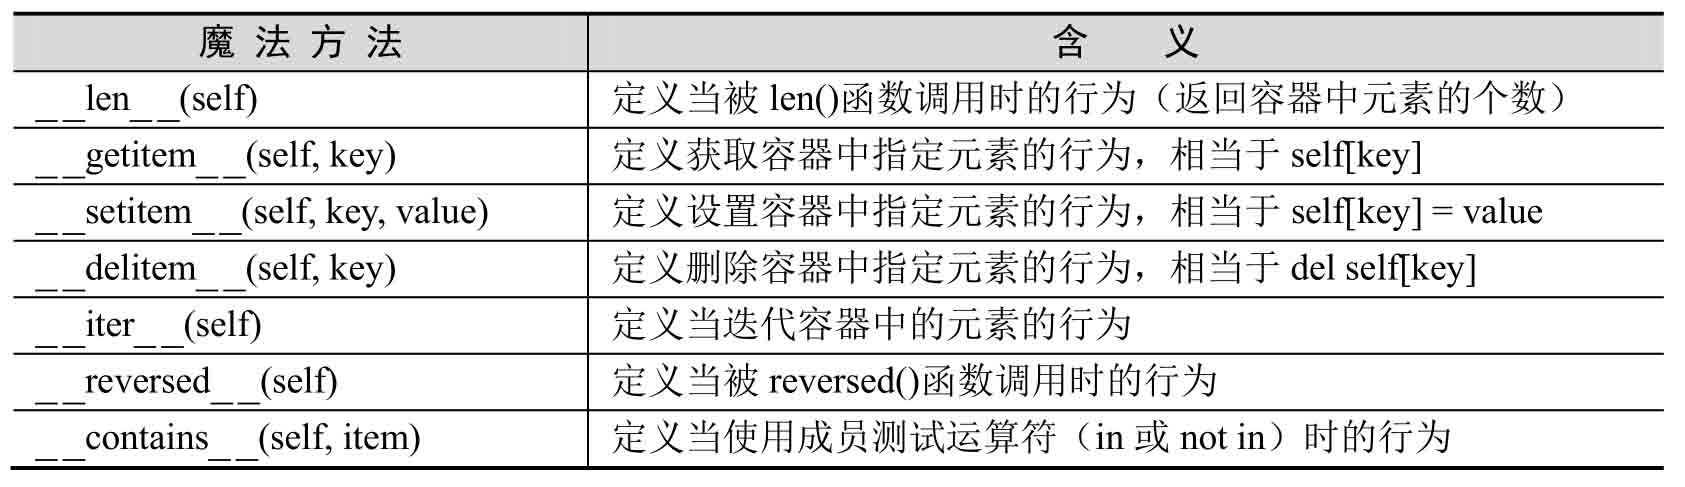 魔 法 方 法 含 义
__len__(self) 定义当被 len()函数调用时的行为（返回容器中元素的个数）
__getitem__(self, key) 定义获取容器中指定元素的行为，相当于 self[key]
__setitem__(self, key, value) 定义设置容器中指定元素的行为，相当于 self[key] = value
__delitem__(self, key) 定义删除容器中指定元素的行为，相当于 del self[key]
__iter__(self) 定义当迭代容器中的元素的行为
__reversed__(self) 定义当被 reversed()函数调用时的行为
__contains__(self, item) 定义当使用成员测试运算符（in 或 not in）时的行为